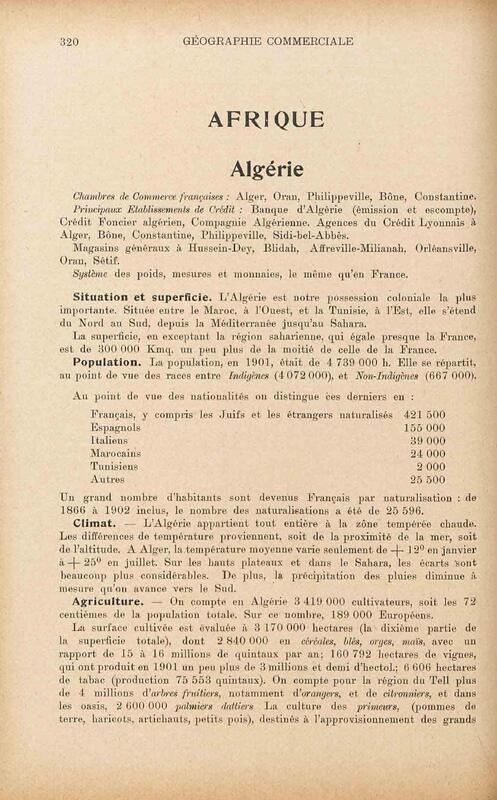 320 GÉOGRAPHIE COMMERCIALE
AFRIQUE
Algérie
Chambres de Commerce françaises : Alger, Oran, Philippeville, Bône, Constantine.
Principaux Etablissements de Crédit : Banque d'Algérie (émission et escompte),
Crédit Foncier algérien, Compagnie Algérienne. Agences du Crédit Lyonnais à
Alger, Bône, Constantine, Philippeville, Sidi-bel-Abbès.
Magasins généraux à Hussein-Dey, Blidah, Affreville-Milianah, Orléansville,
Oran, Sétif.
Système des poids, mesures et monnaies, le même qu'en France.
Situation et superficie. L'Algérie est notre possession coloniale la plus
importante. Située entre le Maroc, à l'Ouest, et la Tunisie, à l'Est, elle s'étend
du Nord au Sud, depuis la Méditerranée jusqu'au Sahara.
La superficie, en exceptant la région saharienne, qui égale presque la France,
est de 300 000 Kmq, un peu plus de la moitié de celle de la France.
Population. La population, en 1901, était de 4 739 000 h. Elle se répartit,
au point de vue des races entre Indigènes (4 072 000), et Non-Indigènes (667 000).
Au point de vue des nationalités on distingue ces derniers en :
Français, y compris les Juifs et les étrangers naturalisés 421 500
Espagnols 155 000
Italiens 39 000
Marocains 24 000
Tunisiens 2 000
Autres 25 500
Un grand nombre d'habitants sont devenus Français par naturalisation : de
1866 à 1902 inclus, le nombre des naturalisations a été de 25 596.
Climat. — L'Algérie appartient tout entière à la zône tempérée chaude.
Les différences de température proviennent, soit de la proximité de la mer, soit
de l'altitude. A Alger, la température moyenne varie seulement de + 12° en janvier
à + 25° en juillet. Sur les hauts plateaux et dans le Sahara, les écarts sont
beaucoup plus considérables. De plus, la précipitation des pluies diminue à
mesure qu'on avance vers le Sud.
Agriculture. — On compte en Algérie 3 419 000 cultivateurs, soit les 72
centièmes de la population totale. Sur ce nombre, 189 000 Européens.
La surface cultivée est évaluée à 3 170 000 hectares (la dixième partie de
la superficie totale), dont 2 840 000 en céréales, blés, orges, maïs, avec un
rapport de 15 à 16 millions de quintaux par an; 160 792 hectares de vignes,
qui ont produit en 1901 un peu plus de 3 millions et demi d'hectol.; 6 606 hectares
de tabac (production 75 553 quintaux). On compte pour la région du Tell plus
de 4 millions d'arbres fruitiers, notamment d'orangers, et de citronniers, et dans
les oasis, 2 600 000 palmiers dattiers La culture des primeurs, (pommes de
terre, haricots, artichauts, petits pois), destinés à l'approvisionnement des grands